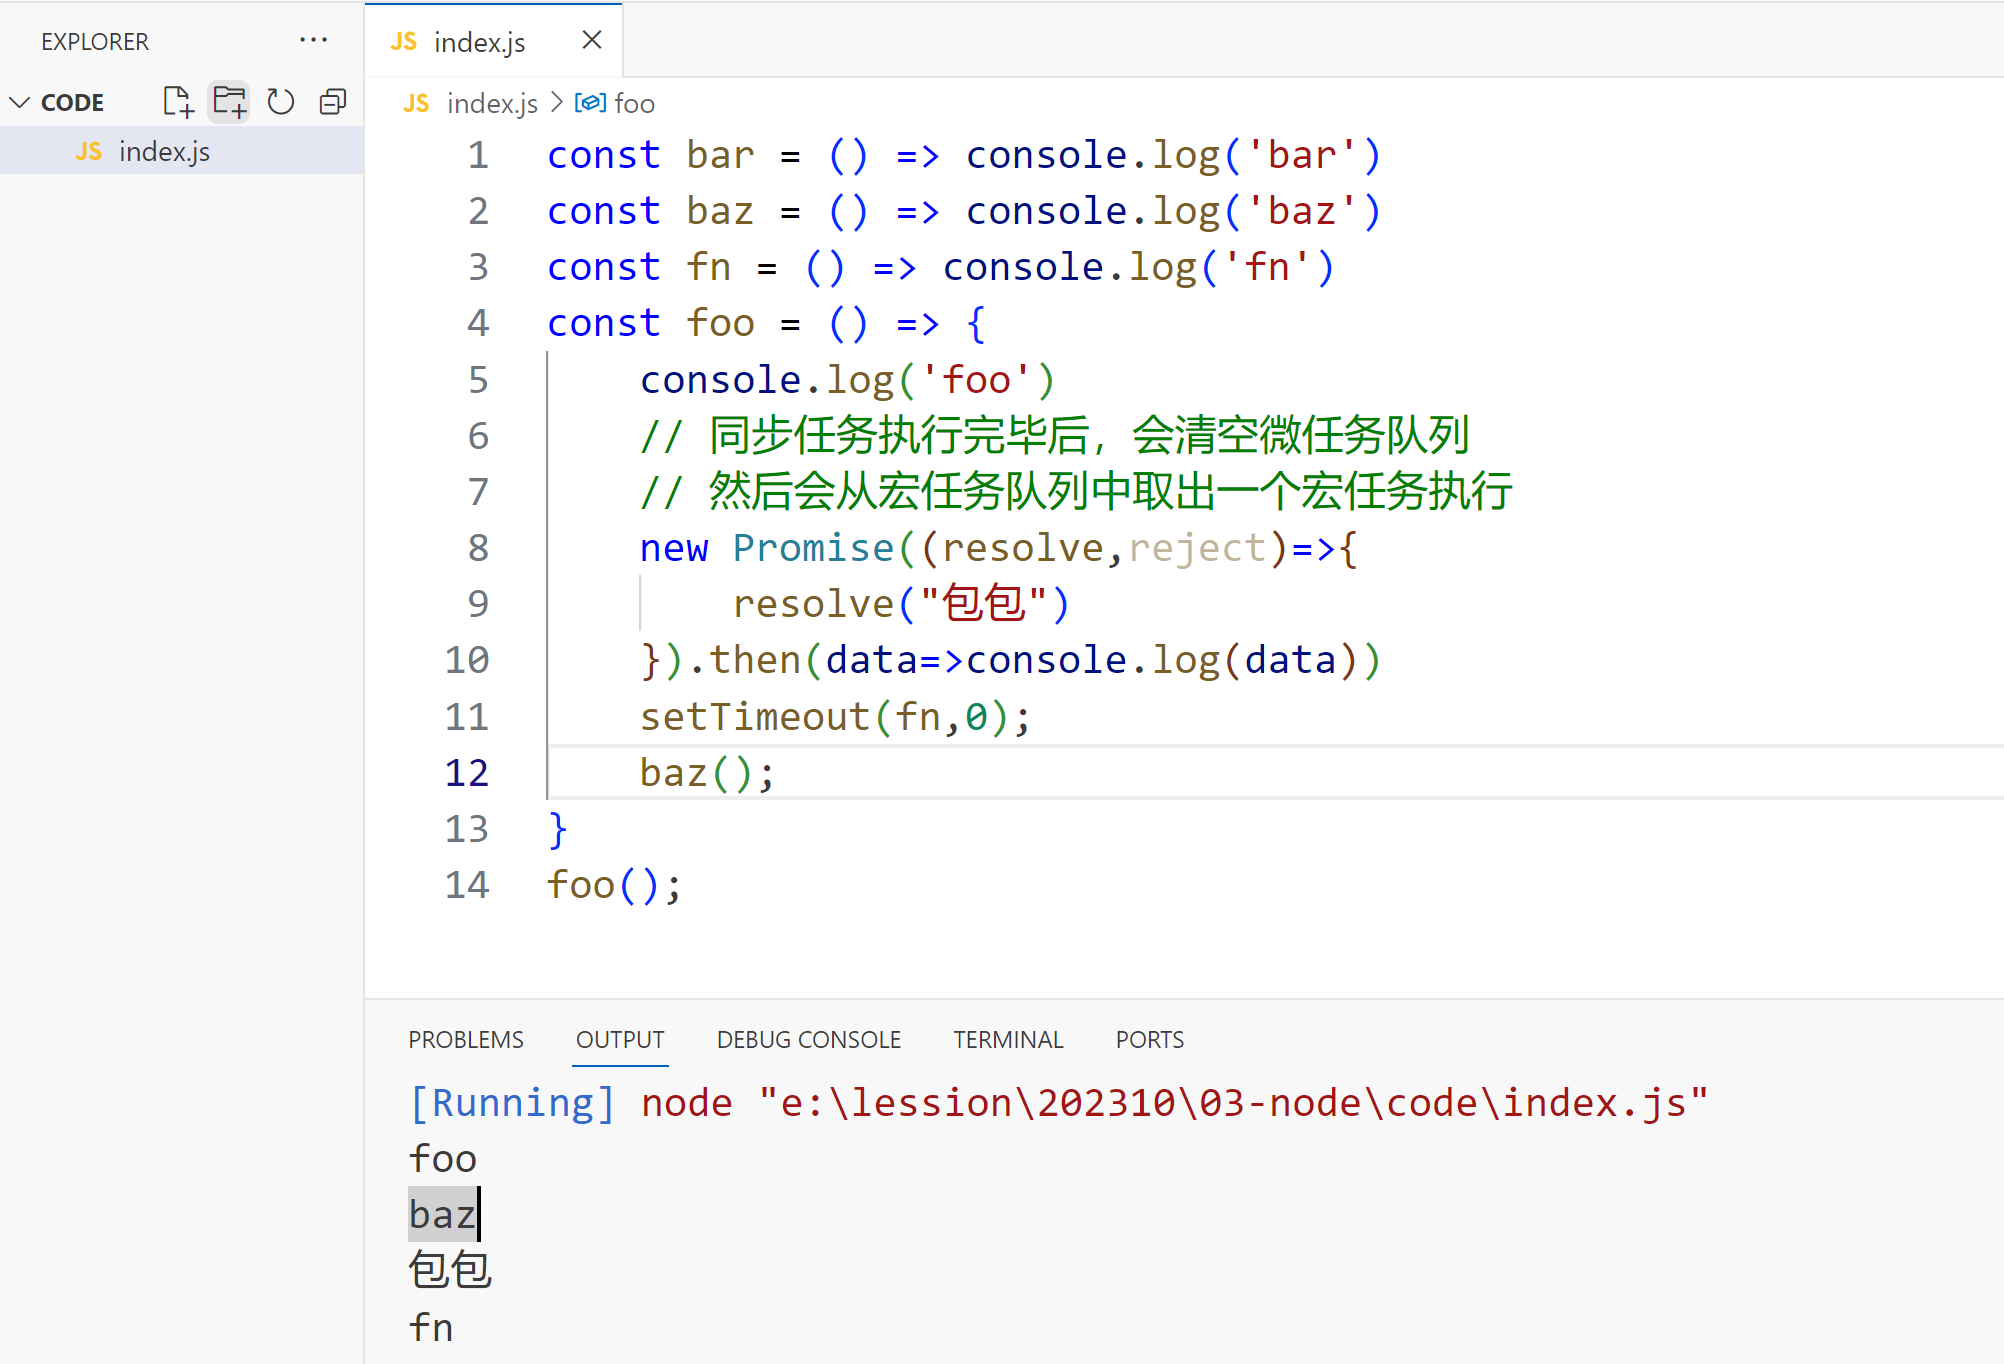 EXPLORER ···
CODE
JS index.js
JS index.js
JS index.js > foo
1 const bar = () => console.log('bar')
2 const baz = () => console.log('baz')
3 const fn = () => console.log('fn')
4 const foo = () => {
5 console.log('foo')
6 // 同步任务执行完毕后，会清空微任务队列
7 // 然后会从宏任务队列中取出一个宏任务执行
8 new Promise((resolve,reject)=>{
9 resolve("包包")
10 }).then(data=>console.log(data))
11 setTimeout(fn,0);
12 baz();
13 }
14 foo();
PROBLEMS OUTPUT DEBUG CONSOLE TERMINAL PORTS
[Running] node "e:\lession\202310\03-node\code\index.js"
foo
baz
包包
fn